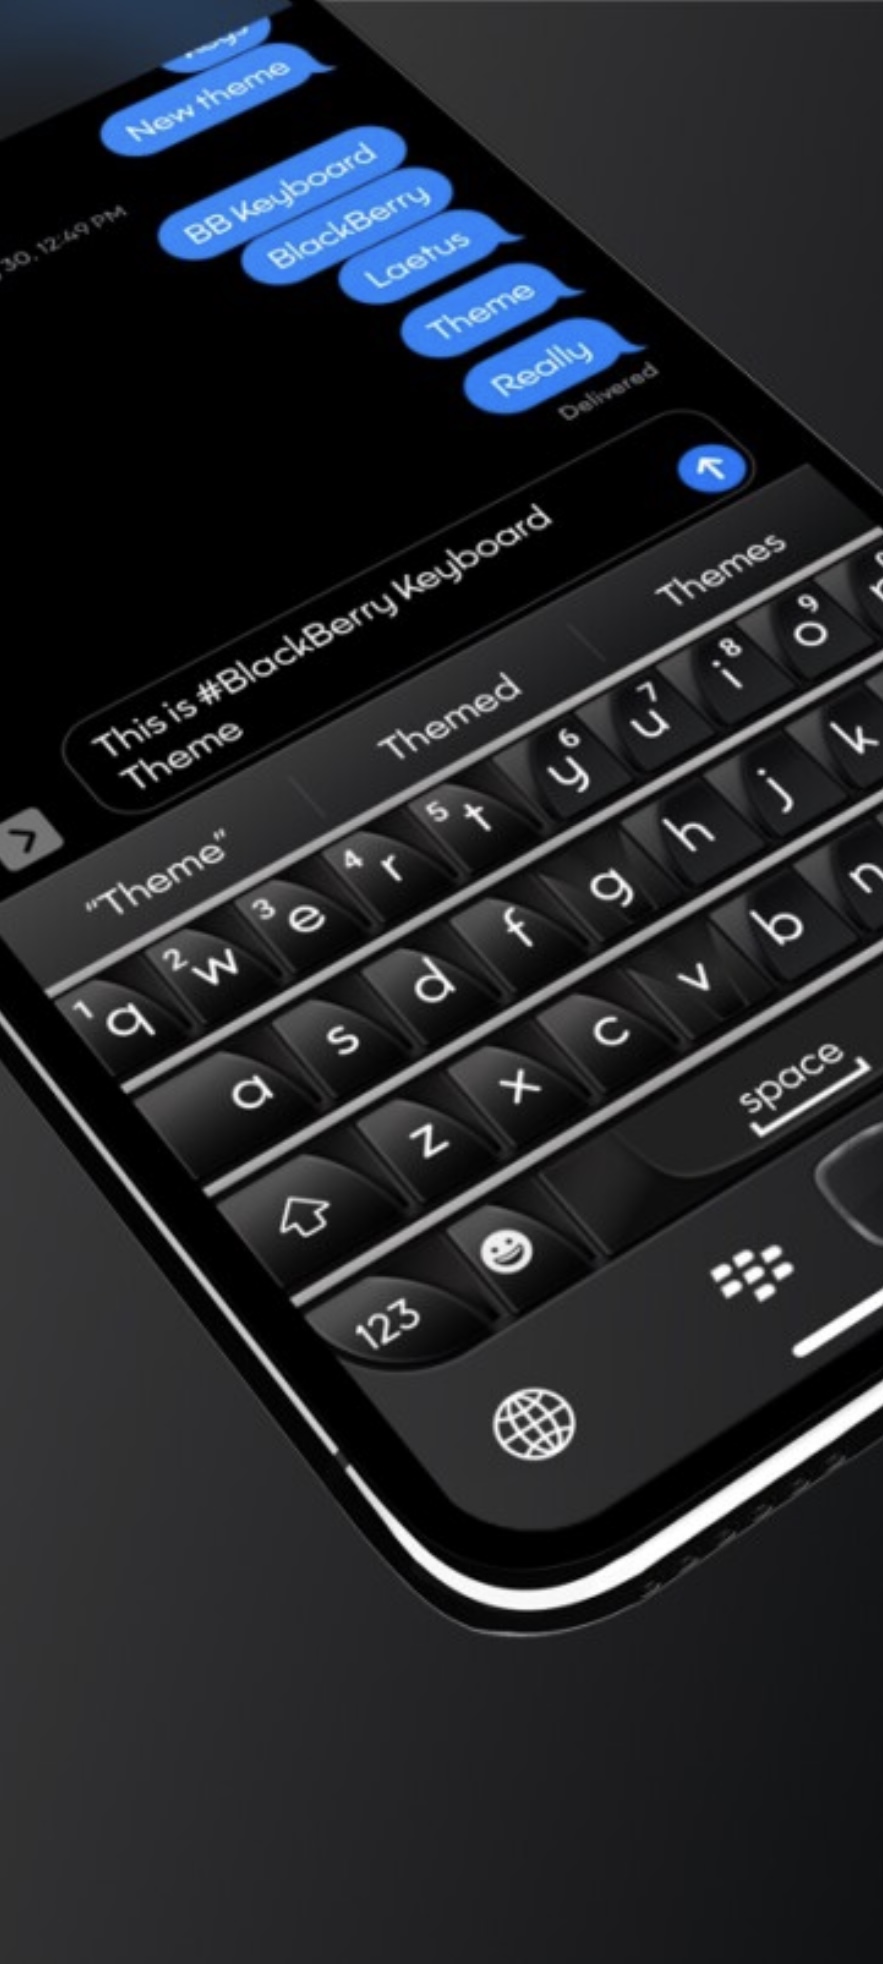 New theme
30, 12:49 PM
BB Keyboard
BlackBerry
Laetus
Theme
Really
Delivered
This is #BlackBerry Keyboard
Theme
“Theme” Themed Themes
1 2 3 4 5 6 7 8 9
q w e r t y u i o
a s d f g h j k
z x c v b n
123 space